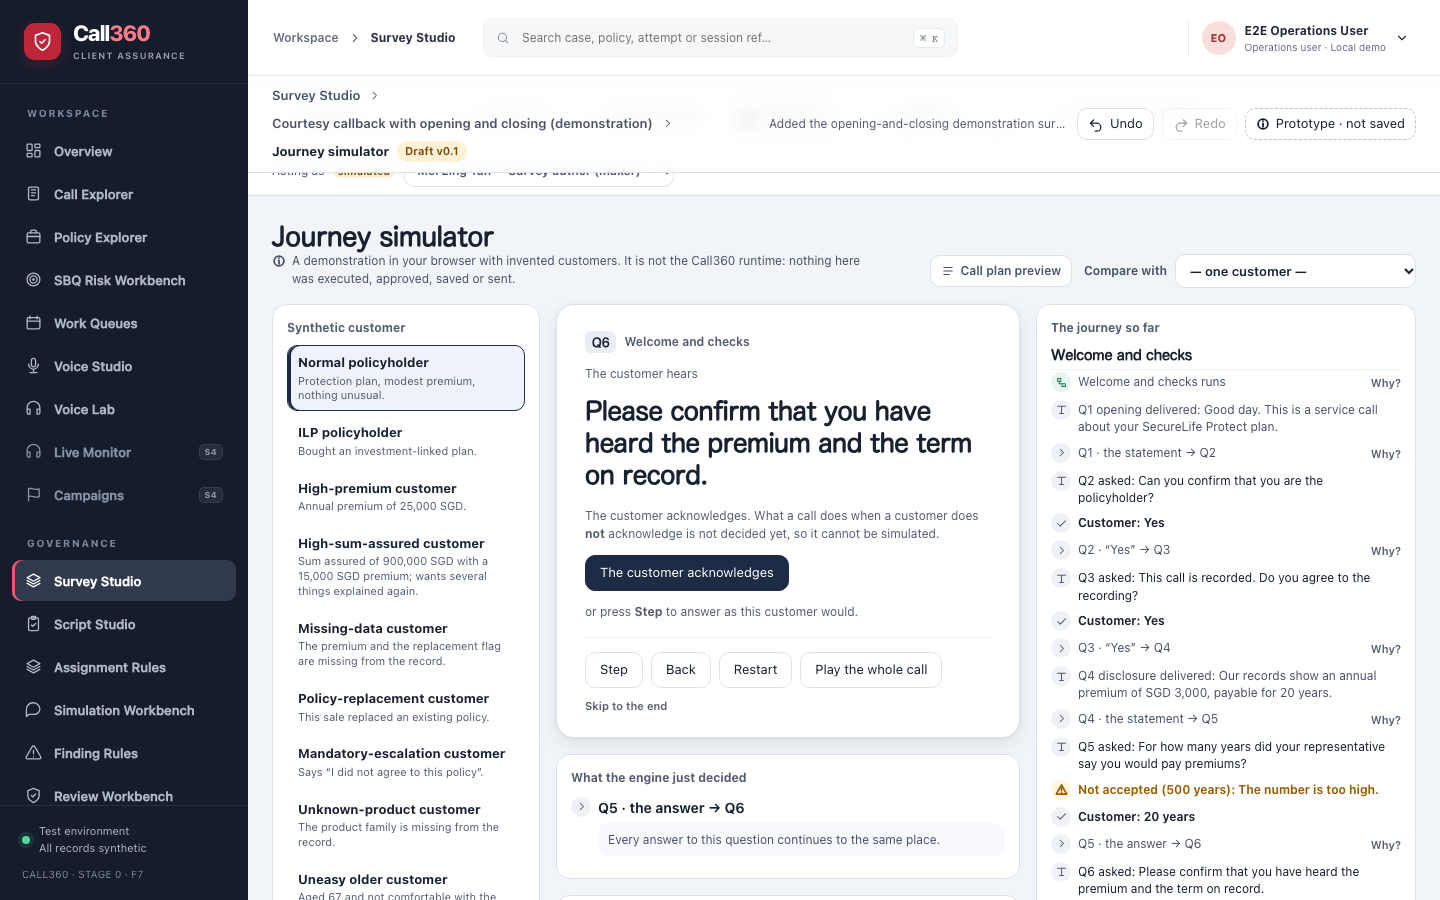 Call360
CLIENT ASSURANCE
WORKSPACE
Overview
Call Explorer
Policy Explorer
SBQ Risk Workbench
Work Queues
Voice Studio
Voice Lab
Live Monitor S4
Campaigns S4
GOVERNANCE
Survey Studio
Script Studio
Assignment Rules
Simulation Workbench
Finding Rules
Review Workbench
Test environment
All records synthetic
CALL360 · STAGE 0 · F7
Workspace > Survey Studio
Search case, policy, attempt or session ref...
⌘ K
EO
E2E Operations User
Operations user · Local demo
Survey Studio >
Courtesy callback with opening and closing (demonstration) >
Journey simulator Draft v0.1
Added the opening-and-closing demonstration sur...
Undo
Redo
Prototype · not saved
Journey simulator
A demonstration in your browser with invented customers. It is not the Call360 runtime: nothing here
was executed, approved, saved or sent.
Call plan preview
Compare with
— one customer —
Synthetic customer
Normal policyholder
Protection plan, modest premium,
nothing unusual.
ILP policyholder
Bought an investment-linked plan.
High-premium customer
Annual premium of 25,000 SGD.
High-sum-assured customer
Sum assured of 900,000 SGD with a
15,000 SGD premium; wants several
things explained again.
Missing-data customer
The premium and the replacement flag
are missing from the record.
Policy-replacement customer
This sale replaced an existing policy.
Mandatory-escalation customer
Says “I did not agree to this policy”.
Unknown-product customer
The product family is missing from the
record.
Uneasy older customer
Aged 67 and not comfortable with the
Q6 Welcome and checks
The customer hears
Please confirm that you have
heard the premium and the term
on record.
The customer acknowledges. What a call does when a customer does
not acknowledge is not decided yet, so it cannot be simulated.
The customer acknowledges
or press Step to answer as this customer would.
Step
Back
Restart
Play the whole call
Skip to the end
What the engine just decided
Q5 · the answer → Q6
Every answer to this question continues to the same place.
The journey so far
Welcome and checks
Welcome and checks runs Why?
Q1 opening delivered: Good day. This is a service call
about your SecureLife Protect plan.
Q1 · the statement → Q2 Why?
Q2 asked: Can you confirm that you are the
policyholder?
Customer: Yes
Q2 · “Yes” → Q3 Why?
Q3 asked: This call is recorded. Do you agree to the
recording?
Customer: Yes
Q3 · “Yes” → Q4 Why?
Q4 disclosure delivered: Our records show an annual
premium of SGD 3,000, payable for 20 years.
Q4 · the statement → Q5 Why?
Q5 asked: For how many years did your representative
say you would pay premiums?
Not accepted (500 years): The number is too high.
Customer: 20 years
Q5 · the answer → Q6 Why?
Q6 asked: Please confirm that you have heard the
premium and the term on record.